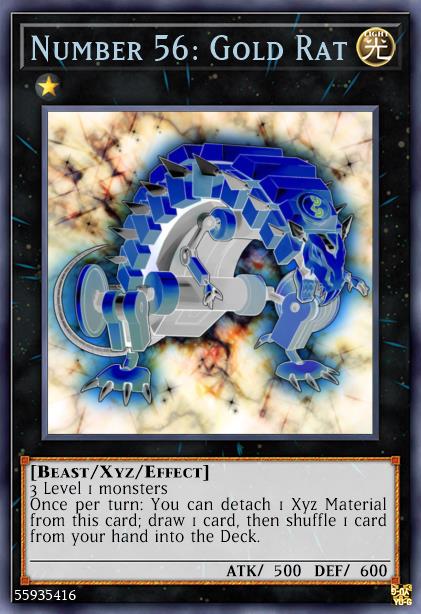 NUMBER 56: GOLD RAT
LIGHT
光
[BEAST/XYZ/EFFECT]
3 Level 1 monsters
Once per turn: You can detach 1 Xyz Material
from this card; draw 1 card, then shuffle 1 card
from your hand into the Deck.
ATK/ 500 DEF/ 600
55935416